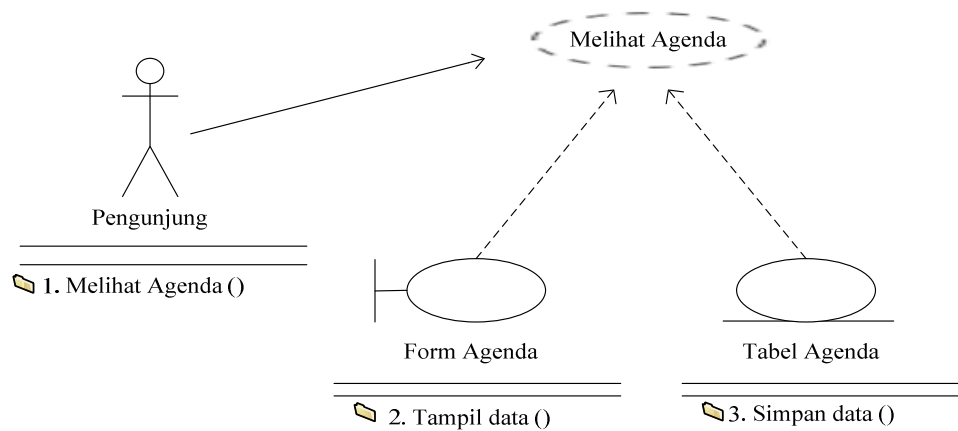 Melihat Agenda
Pengunjung
1. Melihat Agenda ()
Form Agenda
2. Tampil data ()
Tabel Agenda
3. Simpan data ()